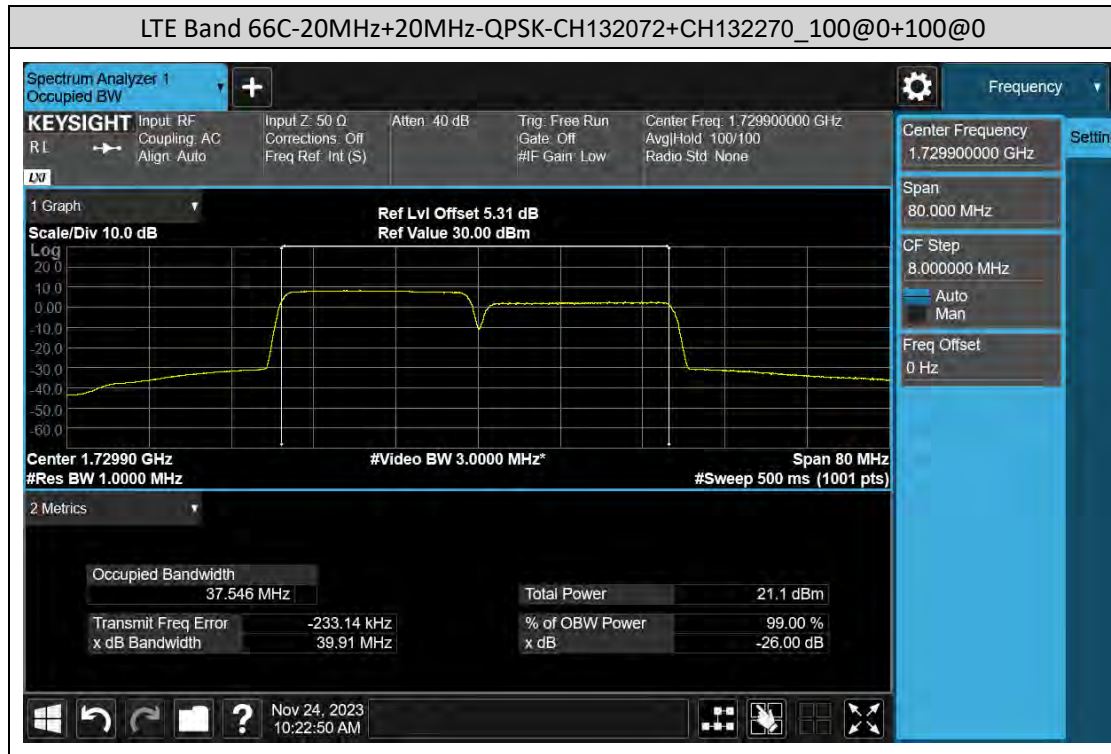 LTE Band 66C-20MHz+20MHz-QPSK-CH132072+CH132270_100@0+100@0
Spectrum Analyzer 1
Occupied BW
+
Frequency
KEYSIGHT
RL
LXI
Input: RF
Coupling: AC
Align: Auto
Input Z: 50 Ω
Corrections: Off
Freq Ref: Int (S)
Atten: 40 dB
Trig: Free Run
Gate: Off
#IF Gain: Low
Center Freq: 1.729900000 GHz
Avg|Hold: 100/100
Radio Std: None
Center Frequency
1.729900000 GHz
Settin
Span
80.000 MHz
CF Step
8.000000 MHz
Auto
Man
Freq Offset
0 Hz
1 Graph
Ref Lvl Offset 5.31 dB
Scale/Div 10.0 dB
Ref Value 30.00 dBm
Log
20.0
10.0
0.00
-10.0
-20.0
-30.0
-40.0
-50.0
-60.0
Center 1.72990 GHz
#Video BW 3.0000 MHz*
Span 80 MHz
#Res BW 1.0000 MHz
#Sweep 500 ms (1001 pts)
2 Metrics
Occupied Bandwidth
37.546 MHz
Total Power
21.1 dBm
Transmit Freq Error
-233.14 kHz
% of OBW Power
99.00 %
x dB Bandwidth
39.91 MHz
x dB
-26.00 dB
?
Nov 24, 2023
10:22:50 AM